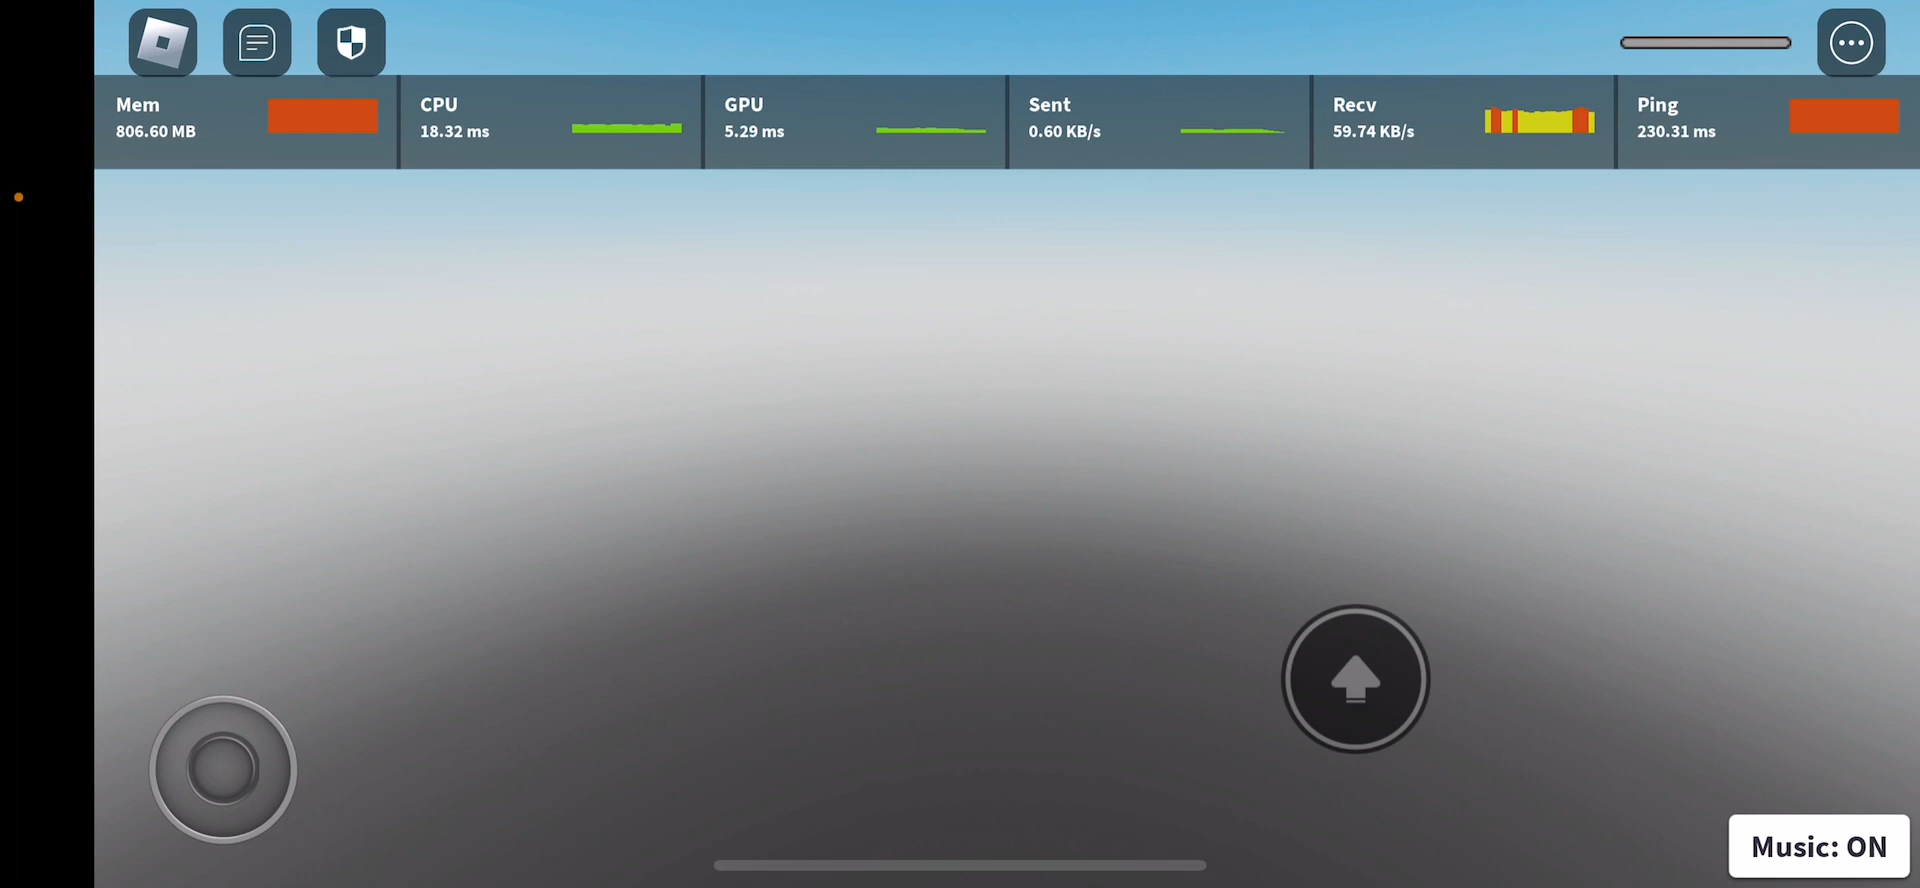 Mem
806.60 MB
CPU
18.32 ms
GPU
5.29 ms
Sent
0.60 KB/s
Recv
59.74 KB/s
Ping
230.31 ms
Music: ON